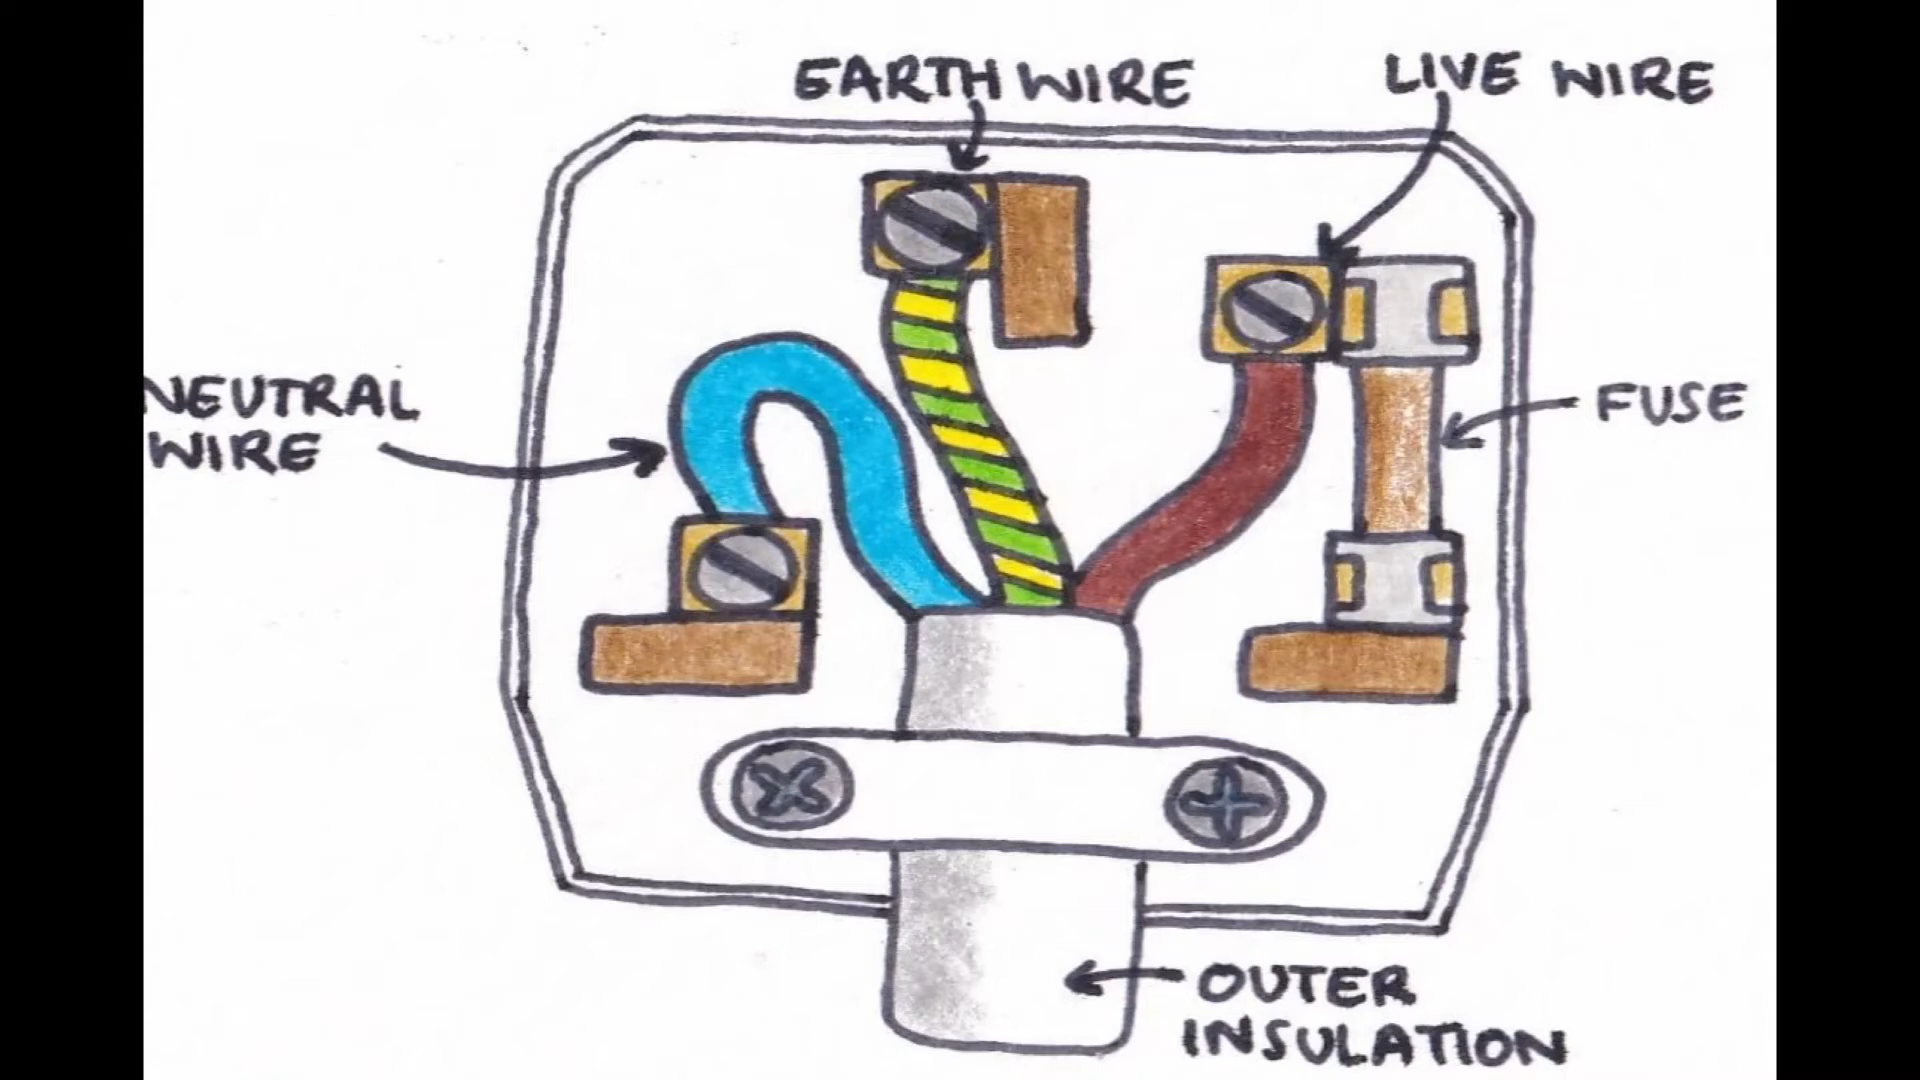 EARTH WIRE
LIVE WIRE
NEUTRAL
WIRE
FUSE
OUTER
INSULATION